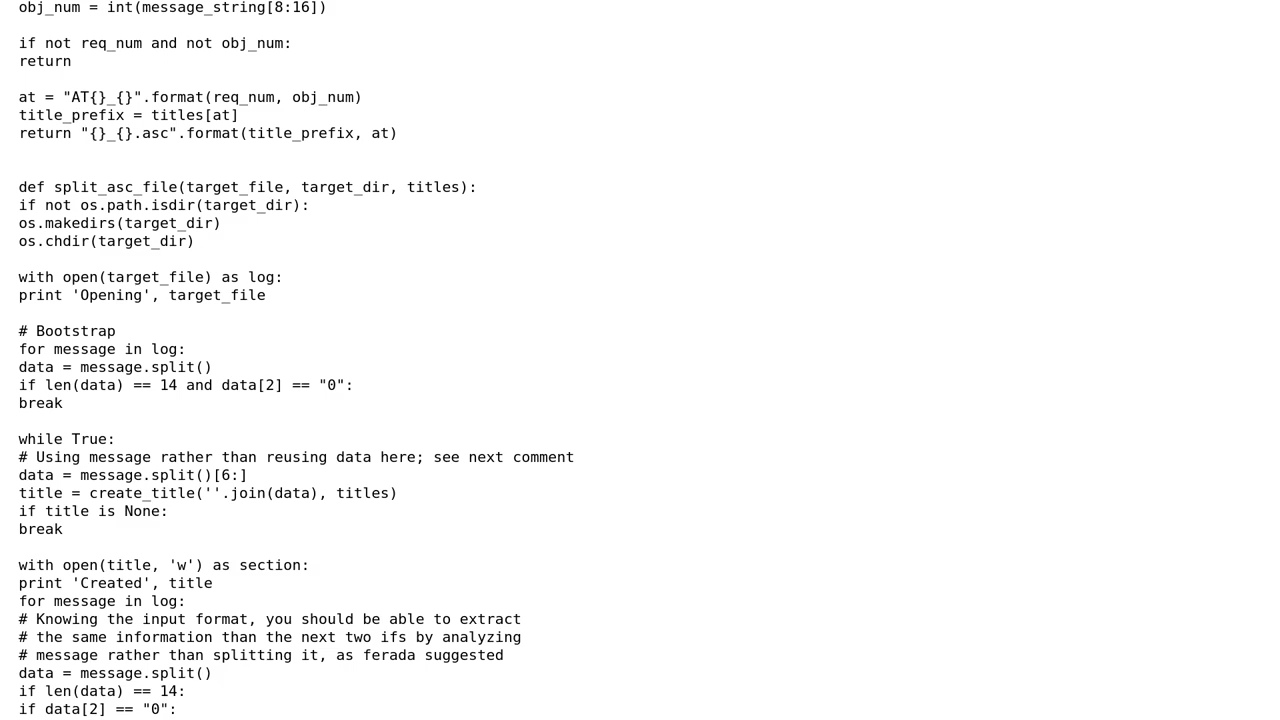 obj_num = int(message_string[8:16])
if not req_num and not obj_num:
return
at = "AT{}_{}".format(req_num, obj_num)
title_prefix = titles[at]
return "{}_{}.asc".format(title_prefix, at)
def split_asc_file(target_file, target_dir, titles):
if not os.path.isdir(target_dir):
os.makedirs(target_dir)
os.chdir(target_dir)
with open(target_file) as log:
print 'Opening', target_file
# Bootstrap
for message in log:
data = message.split()
if len(data) == 14 and data[2] == "0":
break
while True:
# Using message rather than reusing data here; see next comment
data = message.split()[6:]
title = create_title(''.join(data), titles)
if title is None:
break
with open(title, 'w') as section:
print 'Created', title
for message in log:
# Knowing the input format, you should be able to extract
# the same information than the next two ifs by analyzing
# message rather than splitting it, as ferada suggested
data = message.split()
if len(data) == 14:
if data[2] == "0":